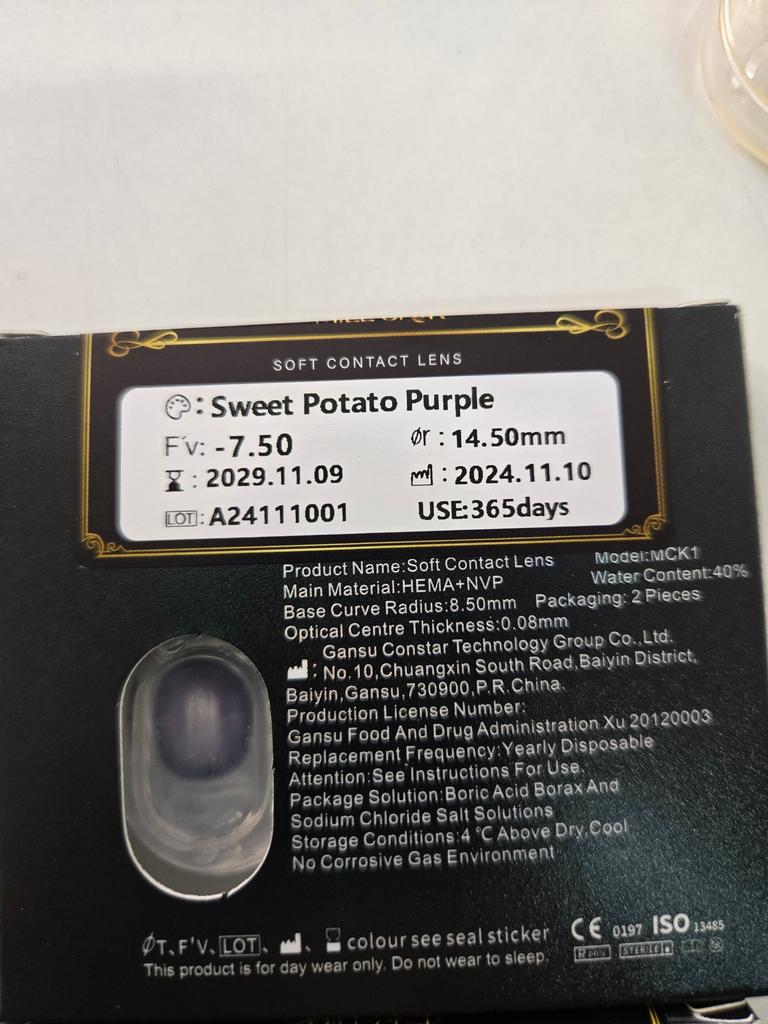 SOFT CONTACT LENS
: Sweet Potato Purple
F'v: -7.50
Ør : 14.50mm
: 2029.11.09
: 2024.11.10
LOT : A24111001
USE:365days
Product Name:Soft Contact Lens
Model:MCK1
Main Material:HEMA+NVP
Water Content:40%
Base Curve Radius:8.50mm
Packaging: 2 Pieces
Optical Centre Thickness:0.08mm
Gansu Constar Technology Group Co.,Ltd.
: No.10,Chuangxin South Road,Baiyin District,
Baiyin,Gansu,730900,P.R.China.
Production License Number:
Gansu Food And Drug Administration Xu 20120003
Replacement Frequency:Yearly Disposable
Attention:See Instructions For Use.
Package Solution:Boric Acid Borax And
Sodium Chloride Salt Solutions
Storage Conditions:4 ℃ Above Dry,Cool
No Corrosive Gas Environment
ØT、F'V、LOT、 、 colour see seal sticker
CE 0197 ISO 13485
STERILE
This product is for day wear only. Do not wear to sleep.